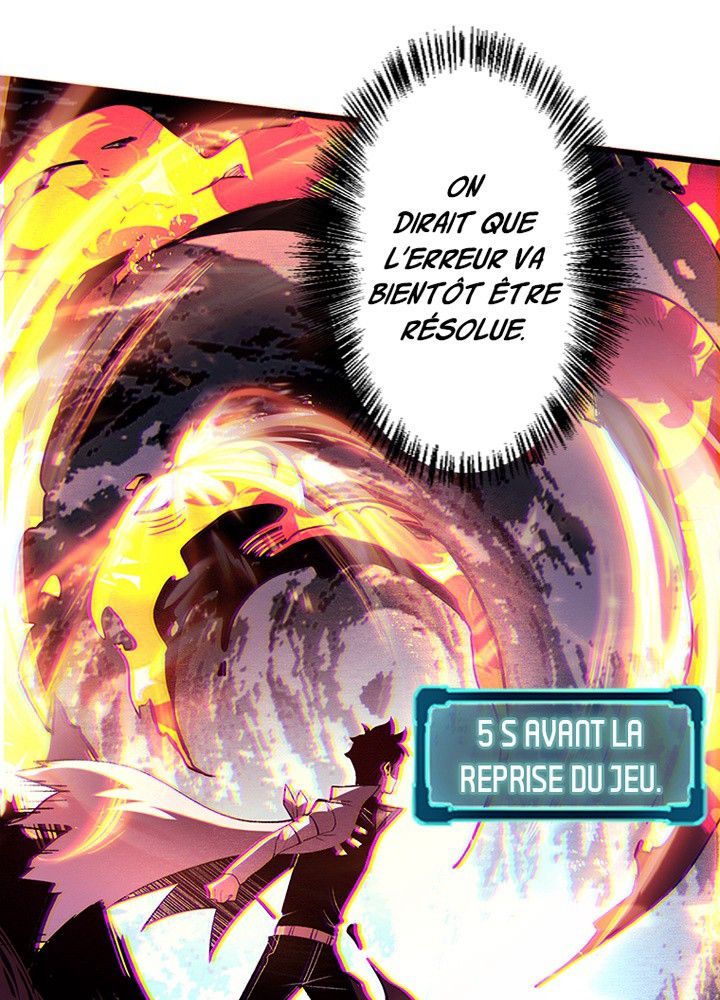 ON
DIRAIT QUE
L'ERREUR VA
BIENTÔT ÊTRE
RÉSOLUE.
5 S AVANT LA
REPRISE DU JEU.